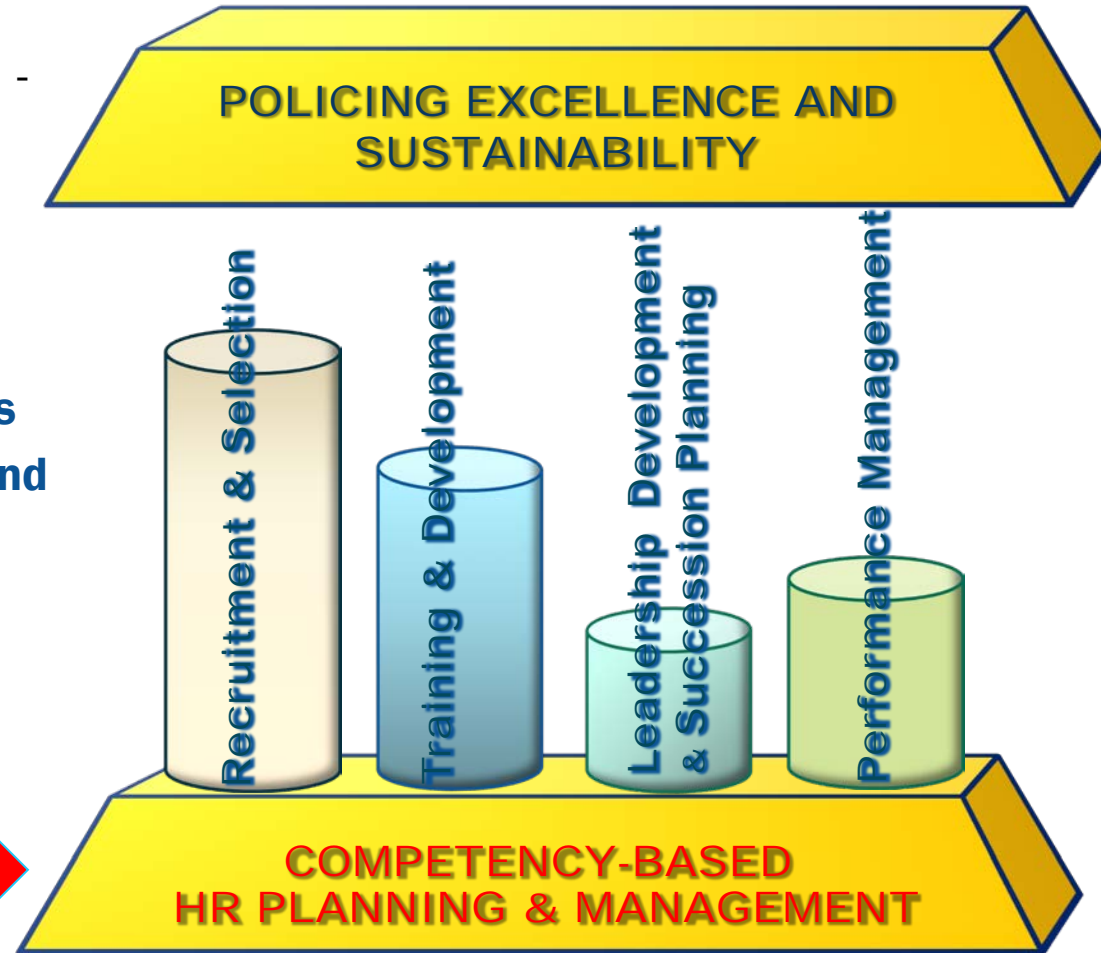 -
POLICING EXCELLENCE AND
SUSTAINABILITY
s
nd
Recruitment & Selection
Training & Development
Leadership Development
& Succession Planning
Performance Management
COMPETENCY-BASED
HR PLANNING & MANAGEMENT